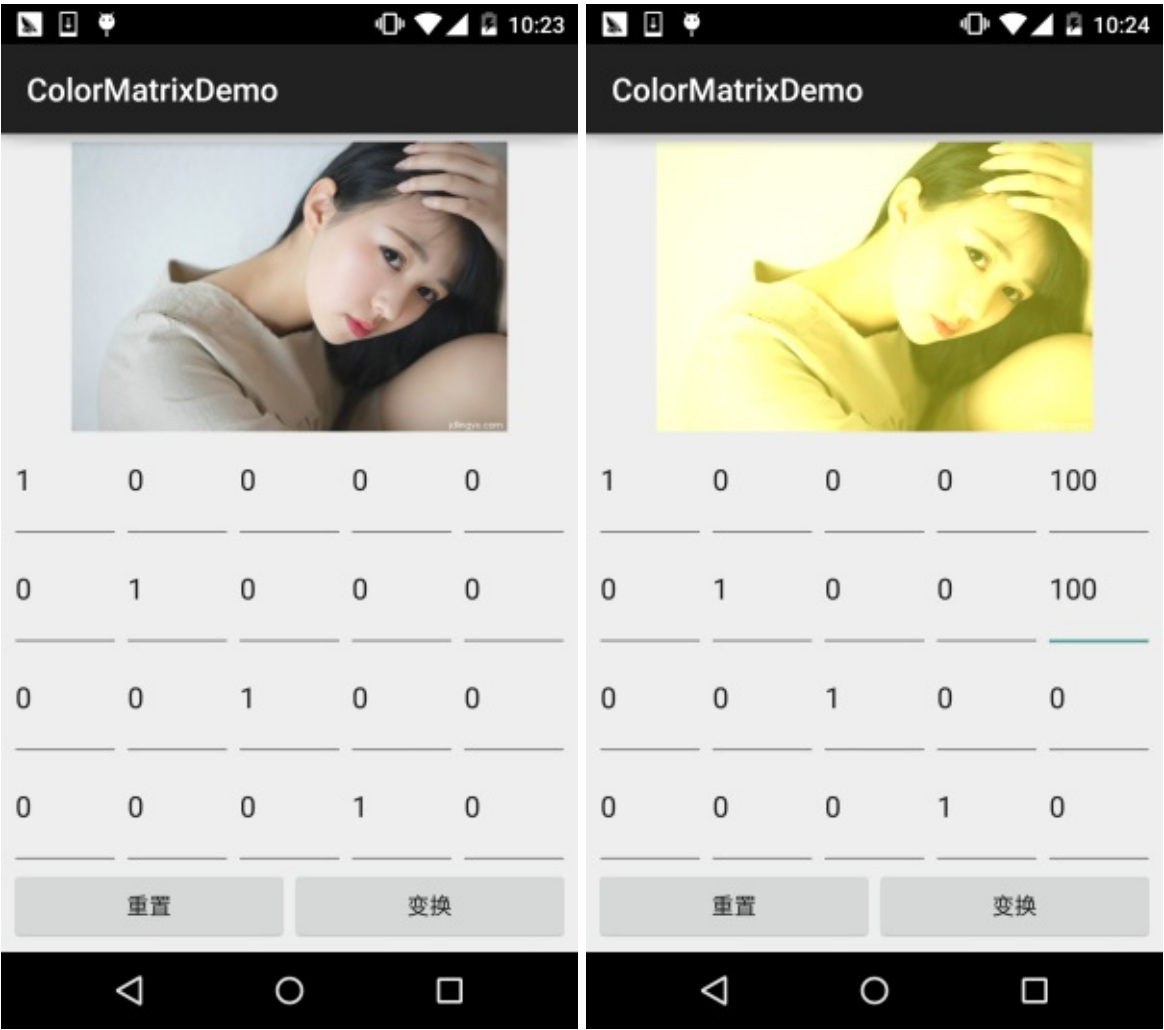 10:23
ColorMatrixDemo
jdlingyu.com
1 0 0 0 0
0 1 0 0 0
0 0 1 0 0
0 0 0 1 0
重置 变换
10:24
ColorMatrixDemo
1 0 0 0 100
0 1 0 0 100
0 0 1 0 0
0 0 0 1 0
重置 变换